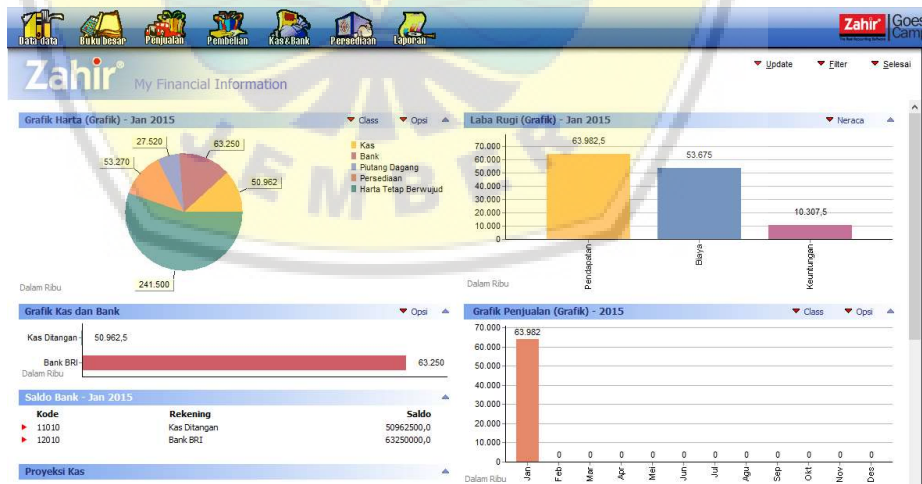 Data-data Buku besar Penjualan Pembelian Kas & Bank Persediaan Laporan
Zahir Goes
Cam
Zahir® My Financial Information
Update Filter Selesai
Grafik Harta (Grafik) - Jan 2015 Class Opsi
27.520
63.250
53.270
50.962
241.500
Kas
Bank
Piutang Dagang
Persediaan
Harta Tetap Berwujud
Dalam Ribu
Laba Rugi (Grafik) - Jan 2015 Neraca
70.000
60.000
50.000
40.000
30.000
20.000
10.000
0
63.982,5
53.675
10.307,5
Pendapatan
Biaya
Keuntungan
Dalam Ribu
Grafik Kas dan Bank Opsi
Kas Ditangan 50.962,5
Bank BRI 63.250
Dalam Ribu
Saldo Bank - Jan 2015
Kode Rekening Saldo
11010 Kas Ditangan 50962500,0
12010 Bank BRI 63250000,0
Proyeksi Kas
Grafik Penjualan (Grafik) - 2015 Class Opsi
70.000
60.000
50.000
40.000
30.000
20.000
10.000
0
63.982 0 0 0 0 0 0 0 0 0 0 0
Jan Feb Mar Apr Mei Jun Jul Agu Sep Okt Nov Des
Dalam Ribu
JEMBER